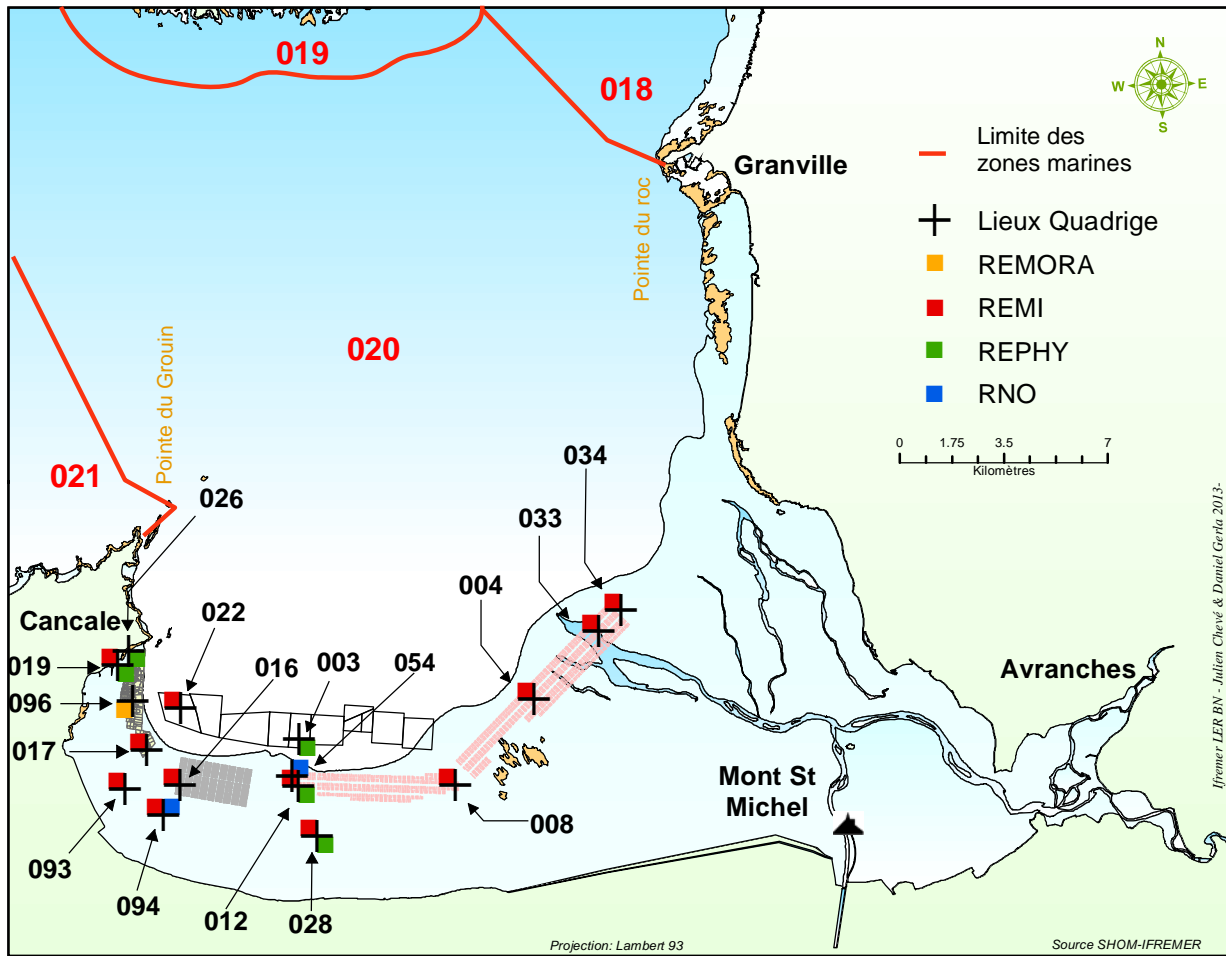 019
018
N
W
E
S
Granville
Limite des
zones marines
Lieux Quadrige
REMORA
REMI
REPHY
RNO
0
1.75
3.5
7
Kilomètres
Pointe du roc
Pointe du Grouin
020
021
026
034
033
004
Cancale
022
019
016
003
054
096
017
Avranches
Mont St
Michel
093
094
012
028
008
Ifremer LER BN - Julien Chevé & Daniel Gerla 2013-
Projection: Lambert 93
Source SHOM-IFREMER